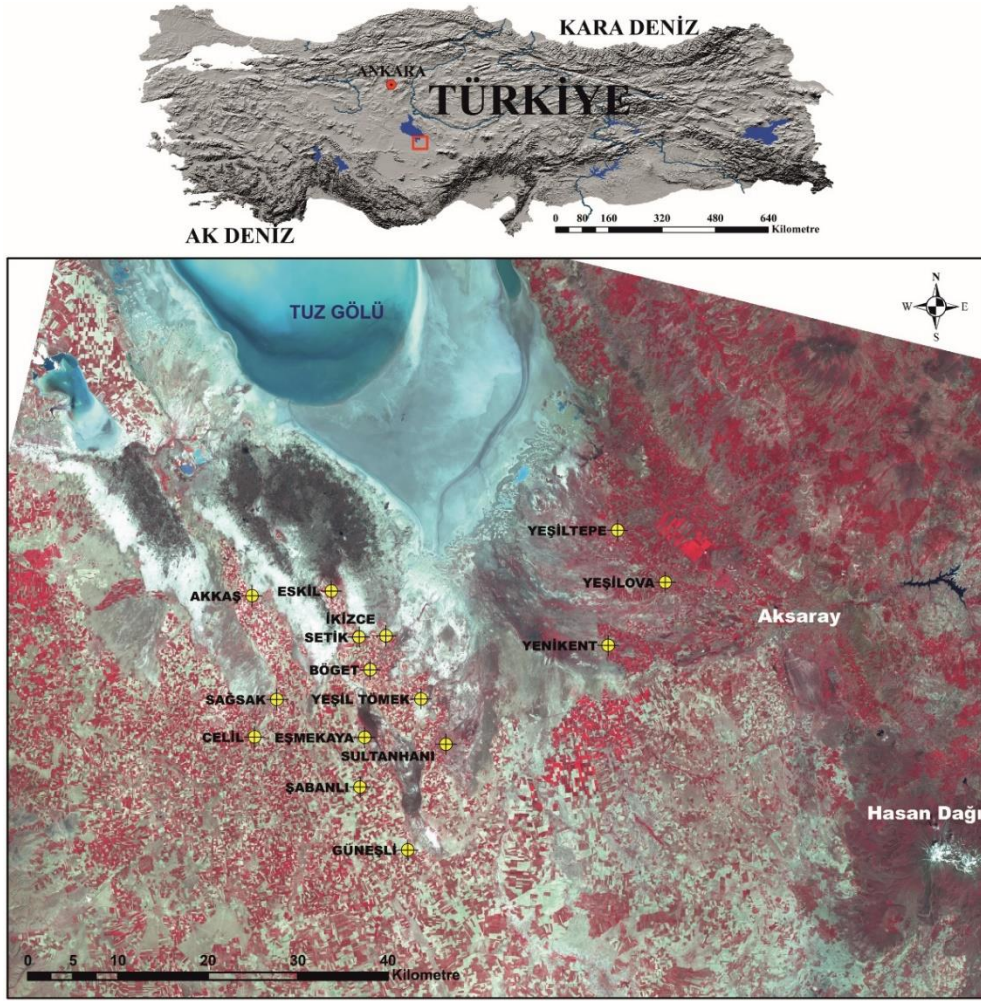 KARA DENİZ
ANKARA
TÜRKİYE
AK DENİZ
0 80 160 320 480 640
Kilometre
TUZ GÖLÜ
N
W E
S
YEŞİLTEPE
YEŞİLOVA
AKKAŞ
ESKİL
İKİZCE
SETİK
Aksaray
YENİKENT
BÖGET
SAĞSAK
YEŞİL TÖMEK
CELİL
EŞMEKAYA
SULTANHANI
ŞABANLI
Hasan Dağı
GÜNEŞLİ
0 5 10 20 30 40
Kilometre